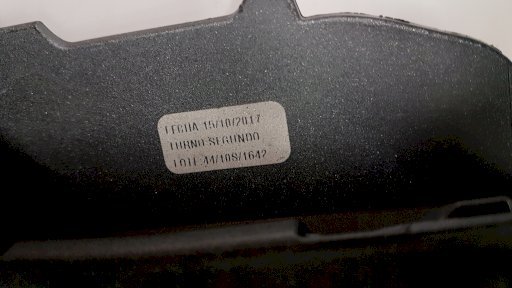 FECHA 15/10/2017
TURNO SEGUNDO
LOTE 44/108/1642